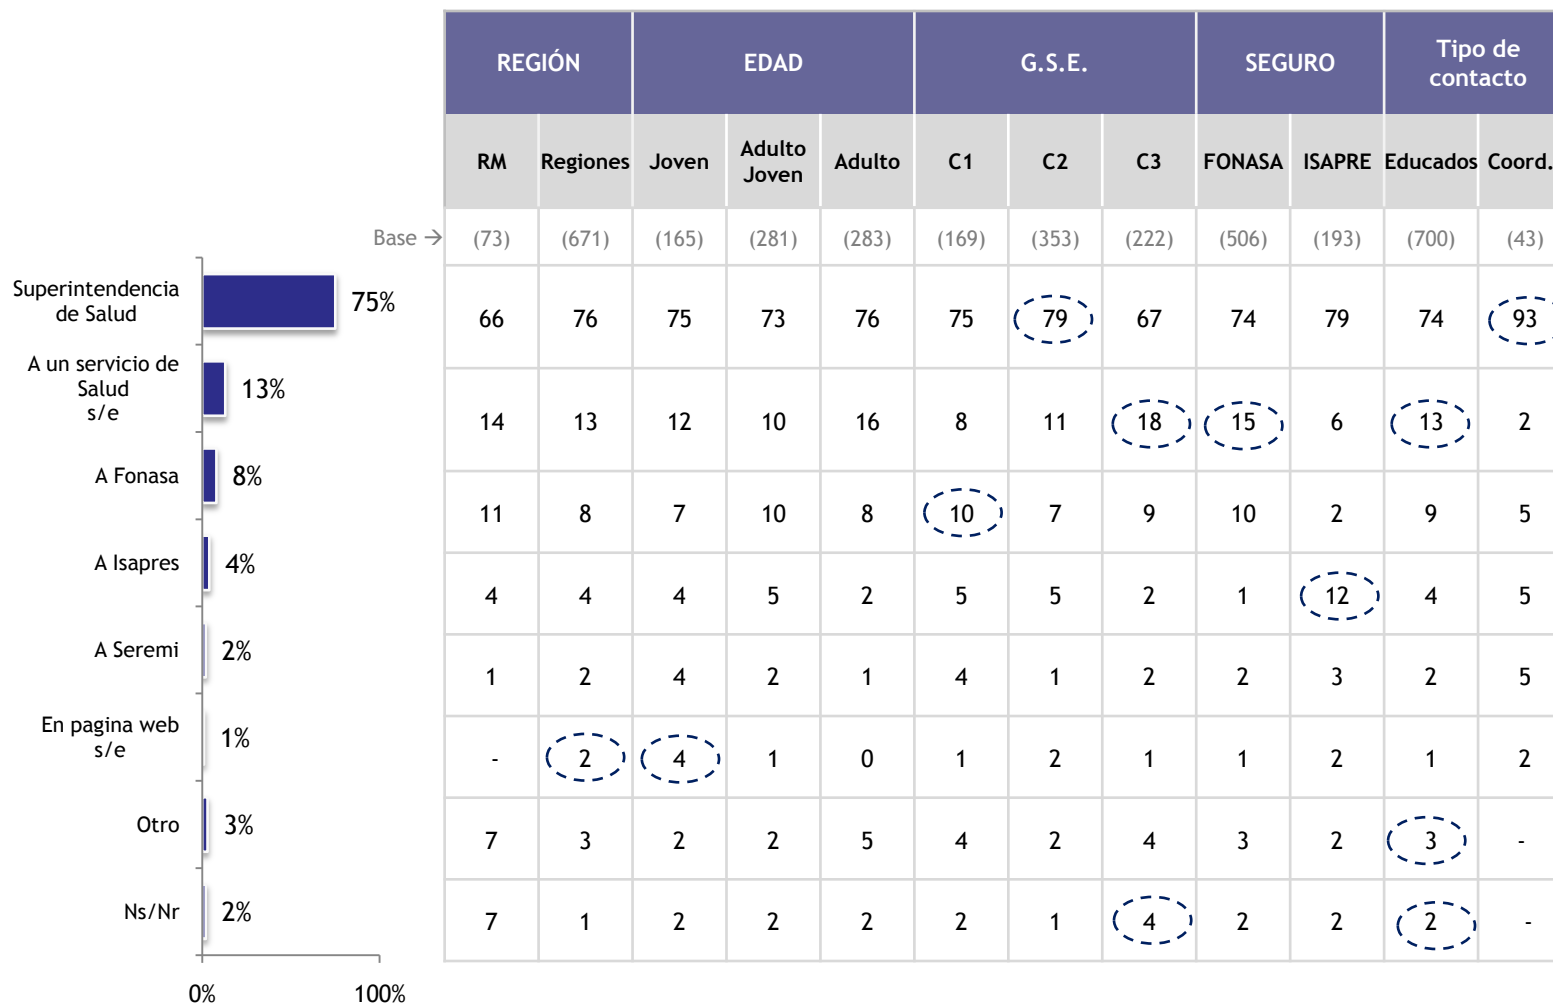 REGIÓN EDAD G.S.E. SEGURO Tipo de
contacto
RM Regiones Joven Adulto Joven Adulto C1 C2 C3 FONASA ISAPRE Educados Coord.
Base → (73) (671) (165) (281) (283) (169) (353) (222) (506) (193) (700) (43)
Superintendencia
de Salud
75% 66 76 75 73 76 75 79 67 74 79 74 93
A un servicio de
Salud
s/e
13% 14 13 12 10 16 8 11 18 15 6 13 2
A Fonasa 8% 11 8 7 10 8 10 7 9 10 2 9 5
A Isapres 4% 4 4 4 5 2 5 5 2 1 12 4 5
A Seremi 2% 1 2 4 2 1 4 1 2 2 3 2 5
En pagina web
s/e
1% - 2 4 1 0 1 2 1 1 2 1 2
Otro 3% 7 3 2 2 5 4 2 4 3 2 3 -
Ns/Nr 2% 7 1 2 2 2 2 1 4 2 2 2 -
0% 100%